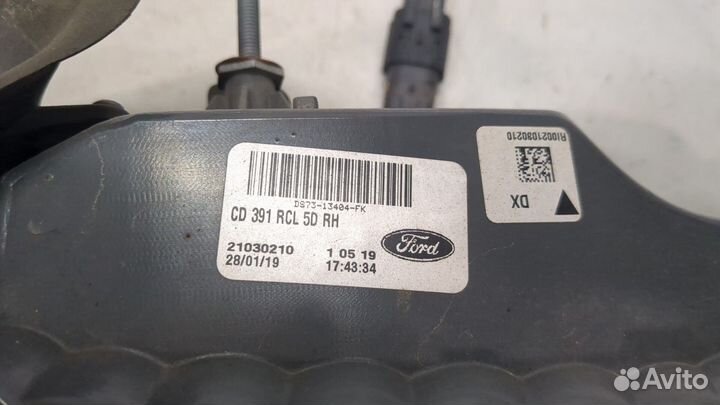 DS73-13404-FK
CD 391 RCL 5D RH
21030210 1 05 19
28/01/19 17:43:34
Ford
DX
R10021030210
Avito